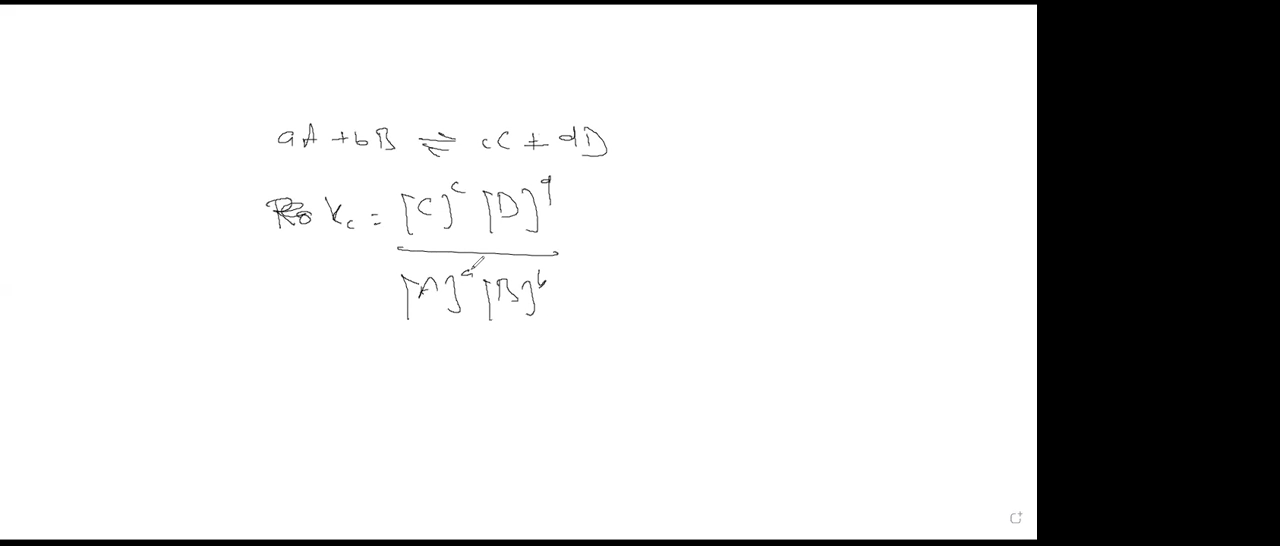 aA + bB ⇌ cC + dD
Kc = [C]^c [D]^d
[A]^a [B]^b